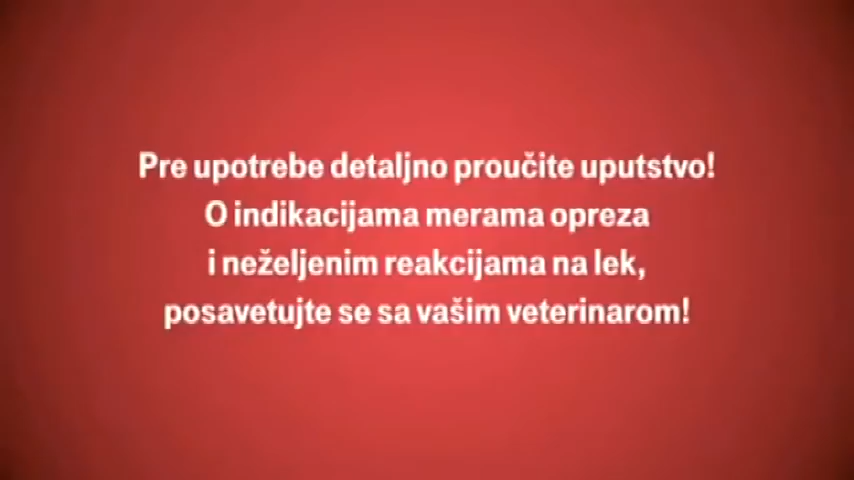 Pre upotrebe detaljno proučite uputstvo!
O indikacijama merama opreza
i neželjenim reakcijama na lek,
posavetujte se sa vašim veterinarom!